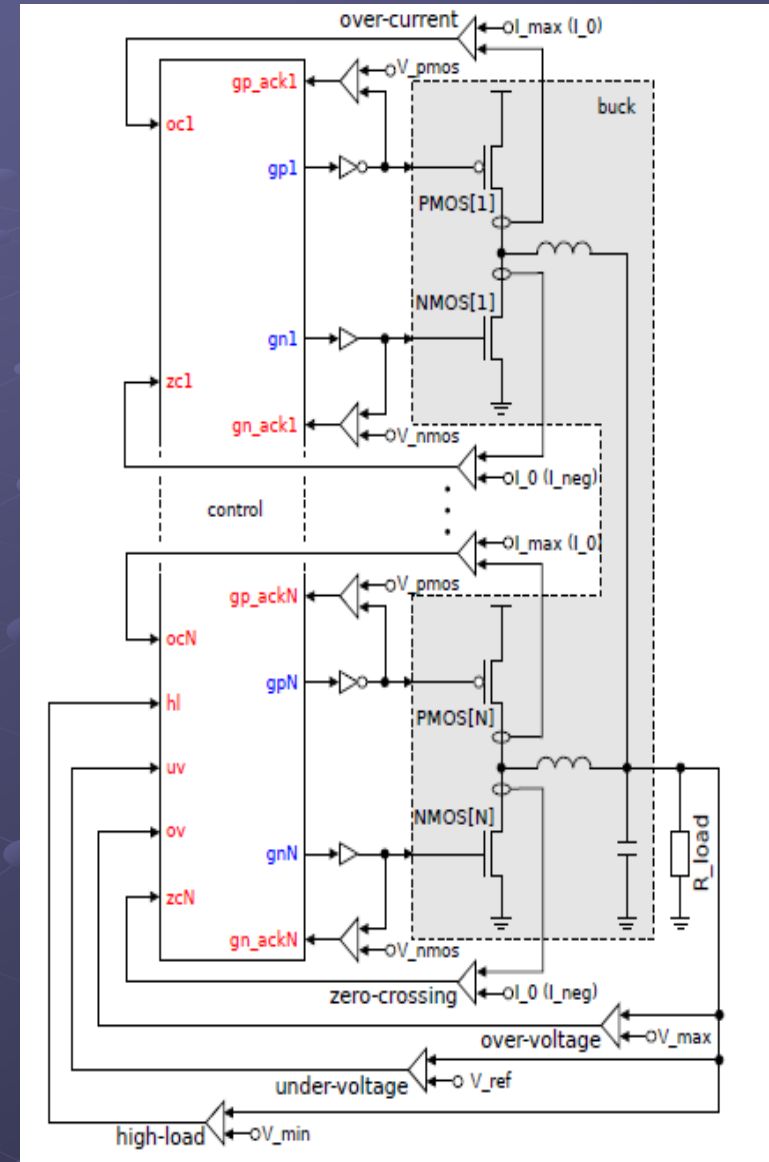 over-current
I_max (I_0)
gp_ack1
V_pmos
buck
oc1
gp1
PMOS[1]
NMOS[1]
gn1
zc1
gn_ack1
V_nmos
I_0 (I_neg)
control
I_max (I_0)
gp_ackN
V_pmos
ocN
gpN
hl
PMOS[N]
uv
NMOS[N]
ov
gnN
R_load
zcN
gn_ackN
V_nmos
zero-crossing
I_0 (I_neg)
over-voltage
V_max
under-voltage
V_ref
high-load
V_min